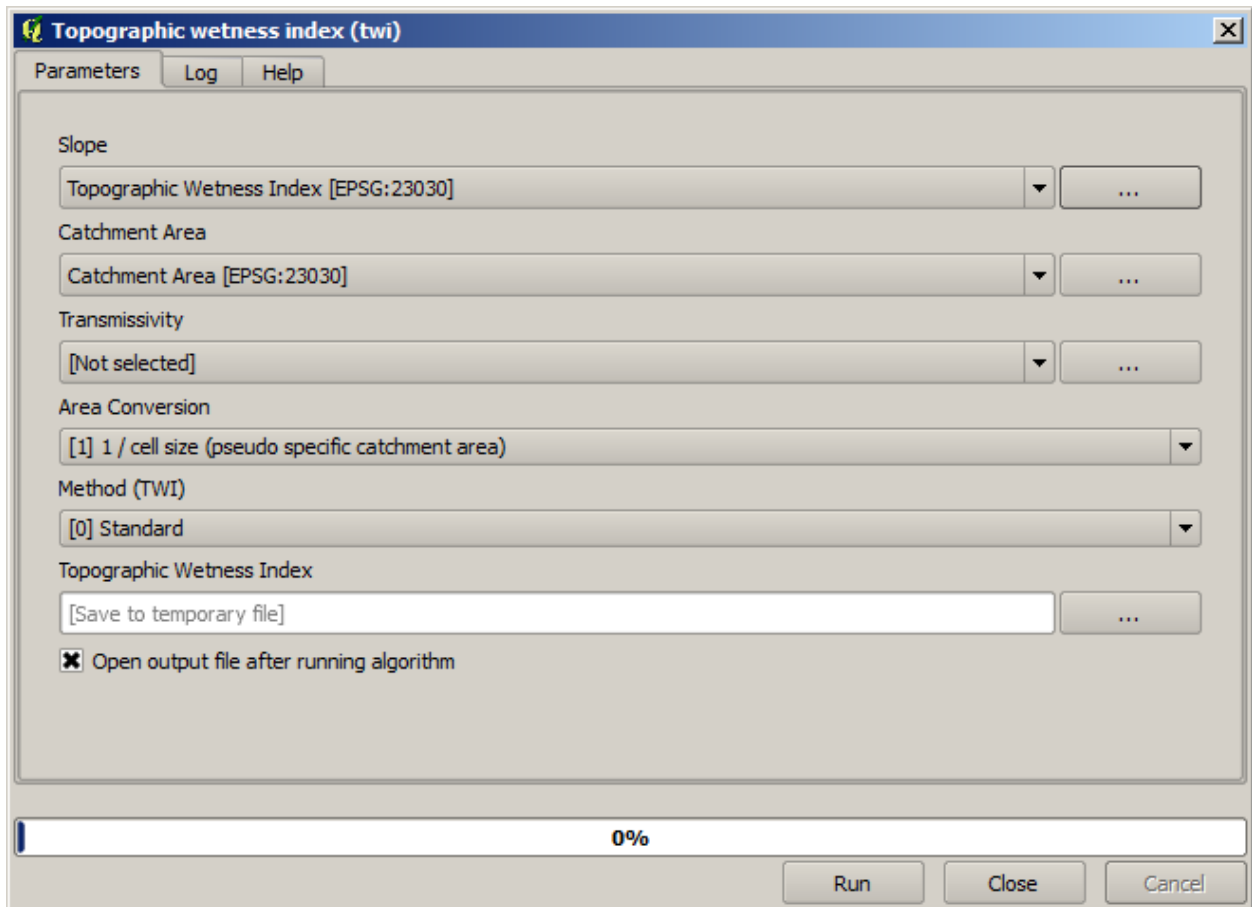 Topographic wetness index (twi)
Parameters Log Help
Slope
Topographic Wetness Index [EPSG:23030] ...
Catchment Area
Catchment Area [EPSG:23030] ...
Transmissivity
[Not selected] ...
Area Conversion
[1] 1 / cell size (pseudo specific catchment area)
Method (TWI)
[0] Standard
Topographic Wetness Index
[Save to temporary file] ...
Open output file after running algorithm
0%
Run Close Cancel